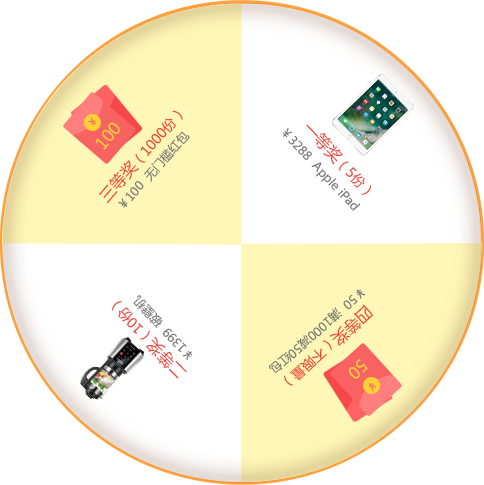 一等奖（5份）
￥3288 Apple iPad
四等奖（不限量）
￥50 满1000减50红包
50
二等奖（10份）
￥1399 破壁机
100
三等奖（1000份）
￥100 无门槛红包